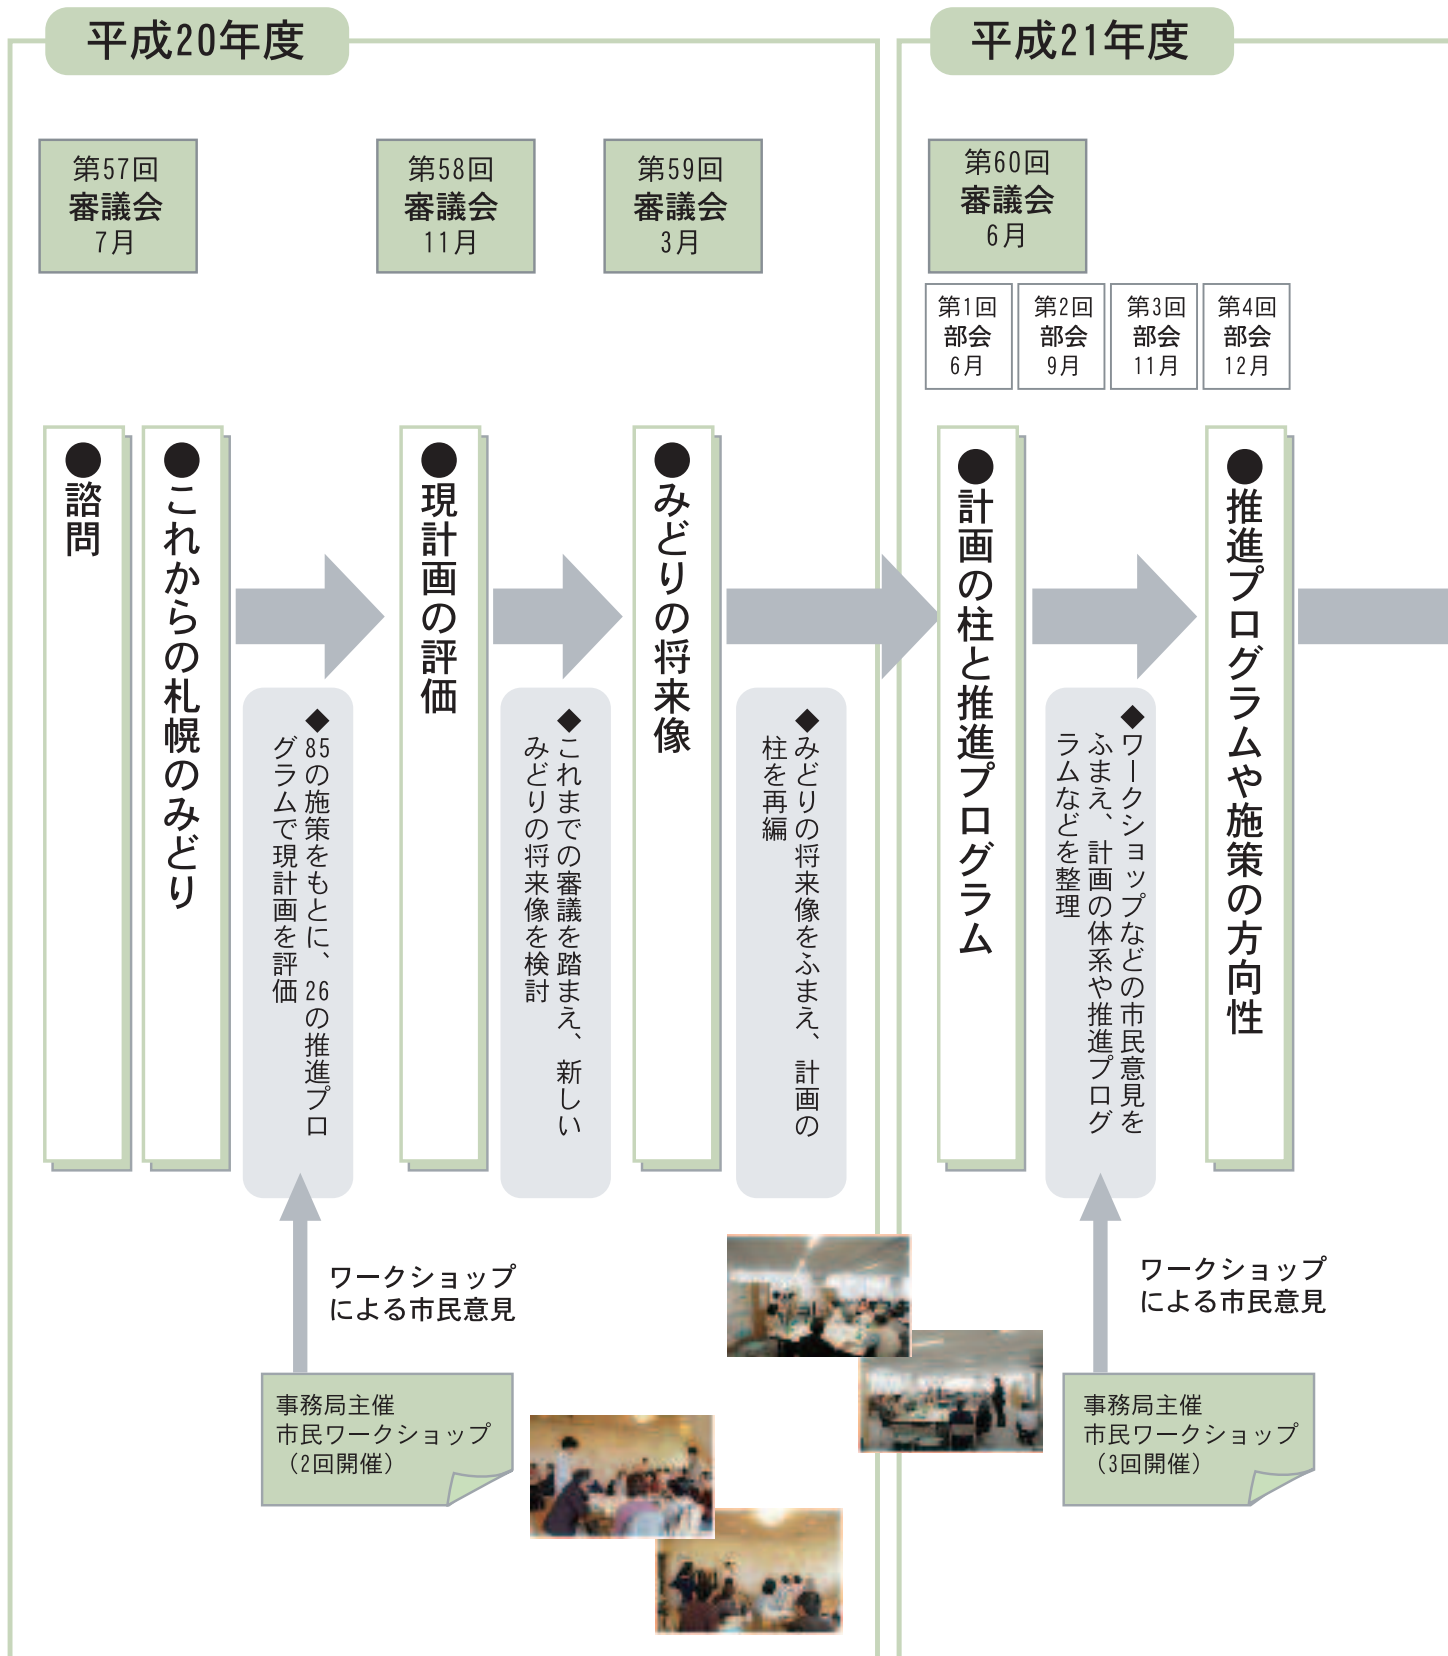 平成20年度
第57回
審議会
7月
第58回
審議会
11月
第59回
審議会
3月
●諮問
●これからの札幌のみどり
◆85の施策をもとに、26の推進プロ
グラムで現計画を評価
●現計画の評価
◆これまでの審議を踏まえ、新しい
みどりの将来像を検討
●みどりの将来像
◆みどりの将来像をふまえ、計画の
柱を再編
ワークショップ
による市民意見
事務局主催
市民ワークショップ
（2回開催）
平成21年度
第60回
審議会
6月
第1回
部会
6月
第2回
部会
9月
第3回
部会
11月
第4回
部会
12月
●計画の柱と推進プログラム
◆ワークショップなどの市民意見を
ふまえ、計画の体系や推進プログ
ラムなどを整理
●推進プログラムや施策の方向性
ワークショップ
による市民意見
事務局主催
市民ワークショップ
（3回開催）